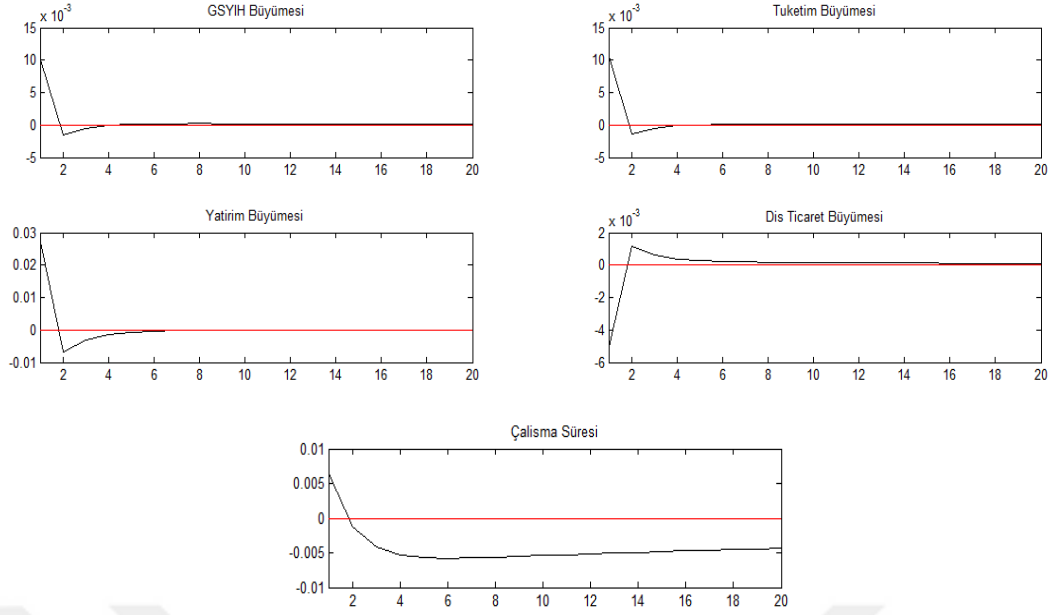 GSYIH Büyümesi
x 10^-3
15
10
5
0
-5
2 4 6 8 10 12 14 16 18 20
Tuketim Büyümesi
x 10^-3
15
10
5
0
-5
2 4 6 8 10 12 14 16 18 20
Yatirim Büyümesi
0.03
0.02
0.01
0
-0.01
2 4 6 8 10 12 14 16 18 20
Dis Ticaret Büyümesi
x 10^-3
2
0
-2
-4
-6
2 4 6 8 10 12 14 16 18 20
Çalisma Süresi
0.01
0.005
0
-0.005
-0.01
2 4 6 8 10 12 14 16 18 20